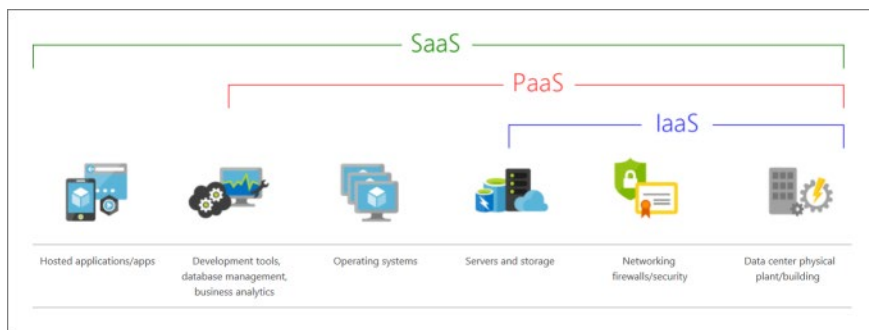 SaaS
PaaS
IaaS
Hosted applications/apps
Development tools,
database management,
business analytics
Operating systems
Servers and storage
Networking
firewalls/security
Data center physical
plant/building